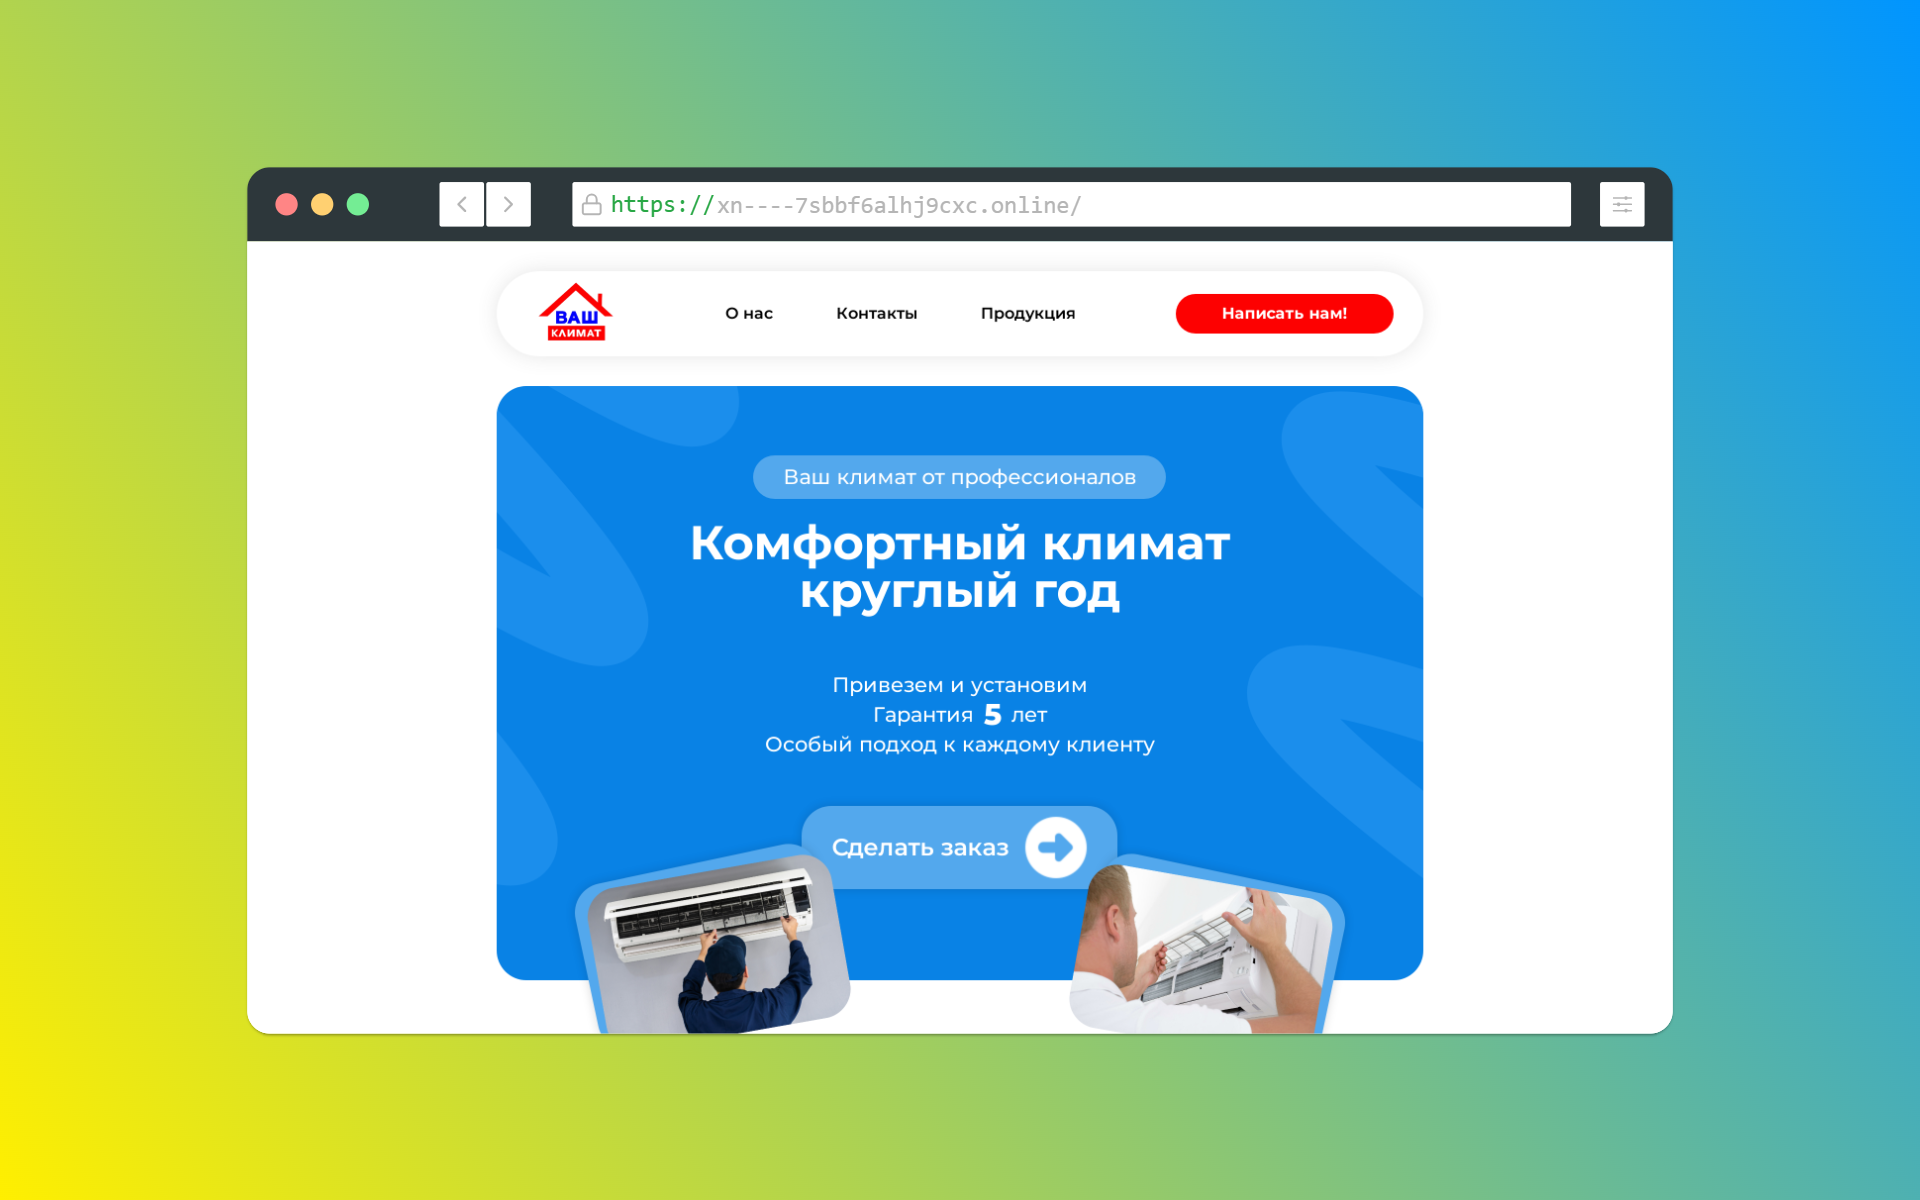 https://xn----7sbbf6alhj9cxc.online/
ВАШ
КЛИМАТ
О нас
Контакты
Продукция
Написать нам!
Ваш климат от профессионалов
Комфортный климат
круглый год
Привезем и установим
Гарантия 5 лет
Особый подход к каждому клиенту
Сделать заказ